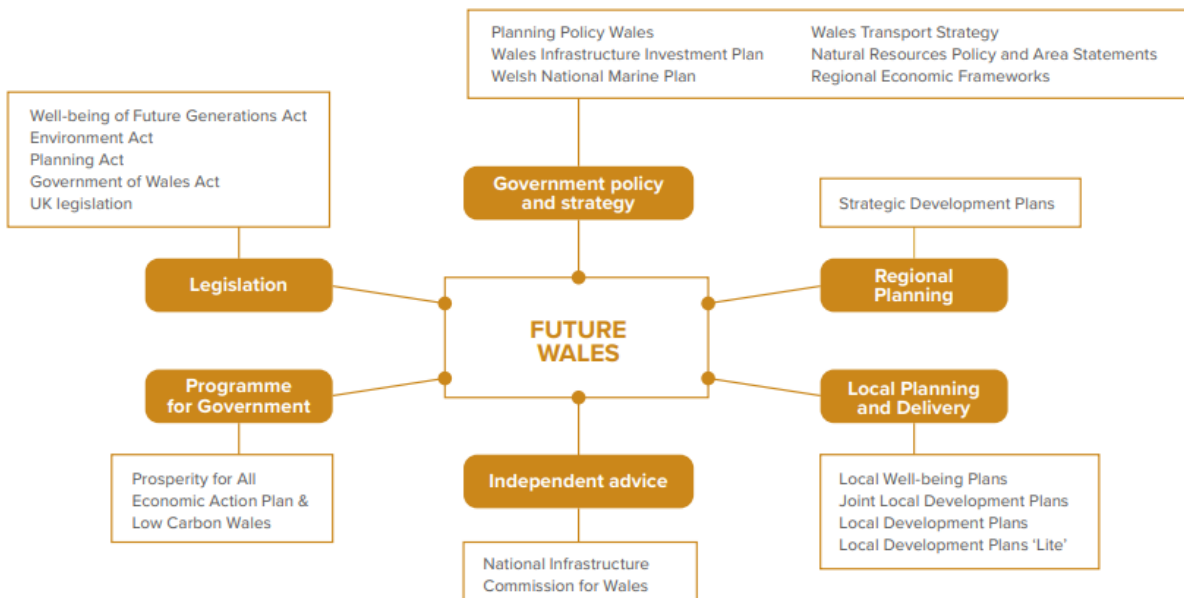 Planning Policy Wales
Wales Infrastructure Investment Plan
Welsh National Marine Plan
Wales Transport Strategy
Natural Resources Policy and Area Statements
Regional Economic Frameworks
Well-being of Future Generations Act
Environment Act
Planning Act
Government of Wales Act
UK legislation
Government policy
and strategy
Strategic Development Plans
Legislation
Regional
Planning
FUTURE
WALES
Programme
for Government
Local Planning
and Delivery
Prosperity for All
Economic Action Plan &
Low Carbon Wales
Independent advice
Local Well-being Plans
Joint Local Development Plans
Local Development Plans
Local Development Plans ‘Lite’
National Infrastructure
Commission for Wales